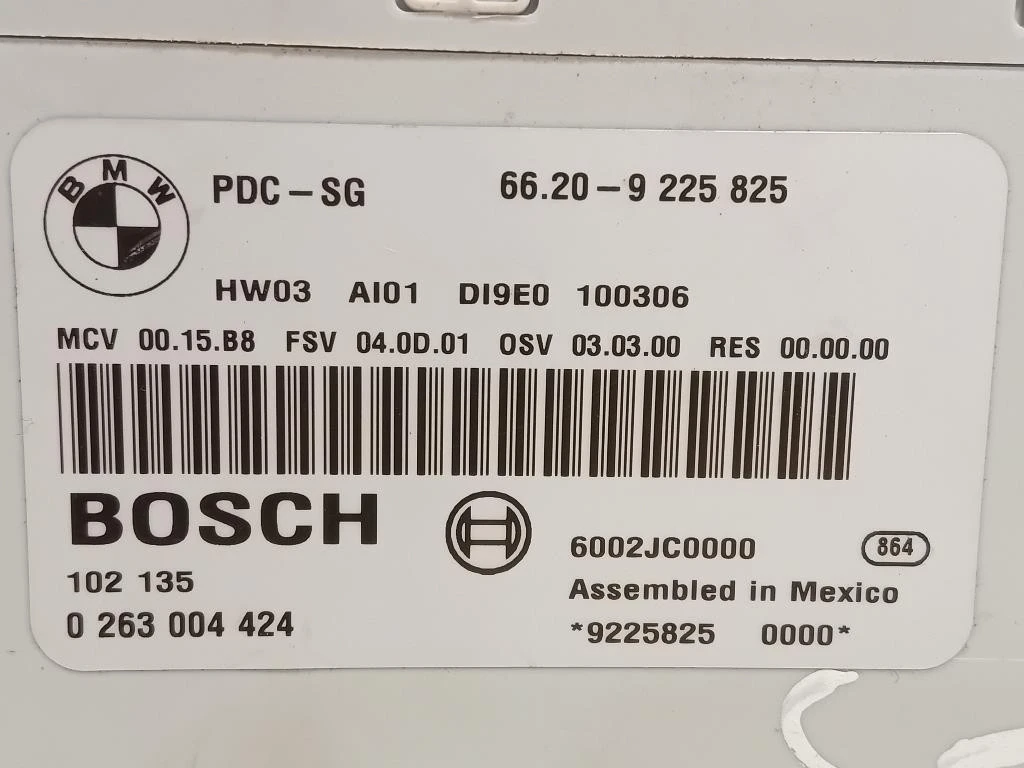 BMW
PDC-SG 66.20-9 225 825
HW03 AI01 DI9E0 100306
MCV 00.15.B8 FSV 04.0D.01 OSV 03.03.00 RES 00.00.00
BOSCH
6002JC0000 864
102 135 Assembled in Mexico
0 263 004 424 *9225825 0000*